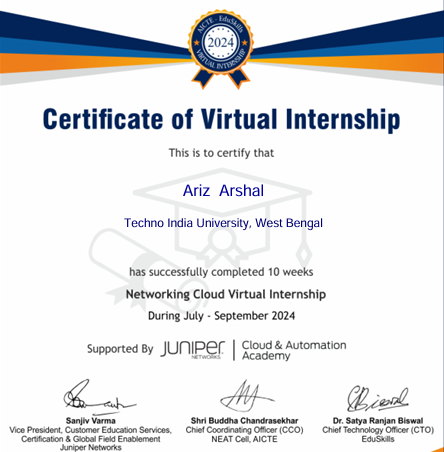 AICTE - EduSkills
2024
VIRTUAL INTERNSHIP
Certificate of Virtual Internship
This is to certify that
Ariz Arshal
Techno India University, West Bengal
has successfully completed 10 weeks
Networking Cloud Virtual Internship
During July - September 2024
Supported By JUNIPER NETWORKS | Cloud & Automation
Academy
Sanjiv Varma
Vice President, Customer Education Services,
Certification & Global Field Enablement
Juniper Networks
Shri Buddha Chandrasekhar
Chief Coordinating Officer (CCO)
NEAT Cell, AICTE
Dr. Satya Ranjan Biswal
Chief Technology Officer (CTO)
EduSkills